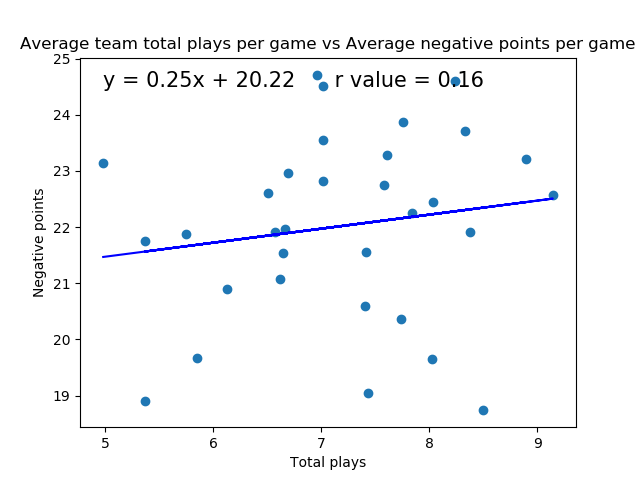 Average team total plays per game vs Average negative points per game
y = 0.25x + 20.22
r value = 0.16
25
24
23
22
21
20
19
Negative points
5 6 7 8 9
Total plays